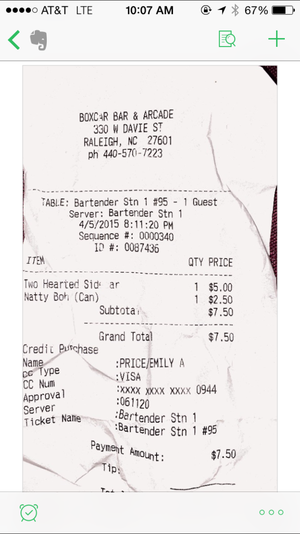 AT&T LTE 10:07 AM 67%
BOXCAR BAR & ARCADE
330 W DAVIE ST
RALEIGH, NC 27601
ph 440-570-7223
TABLE: Bartender Stn 1 #95 - 1 Guest
Server: Bartender Stn 1
4/5/2015 8:11:20 PM
Sequence #: 0000340
ID #: 0087436
ITEM QTY PRICE
Two Hearted 1 $5.00
Natty Boh (Can) 1 $2.50
Subtotal $7.50
Grand Total $7.50
Credit Purchase
Name :PRICE/EMILY A
CC Type :VISA
CC Num :xxxx xxxx xxxx 0944
Approval :061120
Server :Bartender Stn 1
Ticket Name :Bartender Stn 1 #95
Payment Amount: $7.50
Tip: